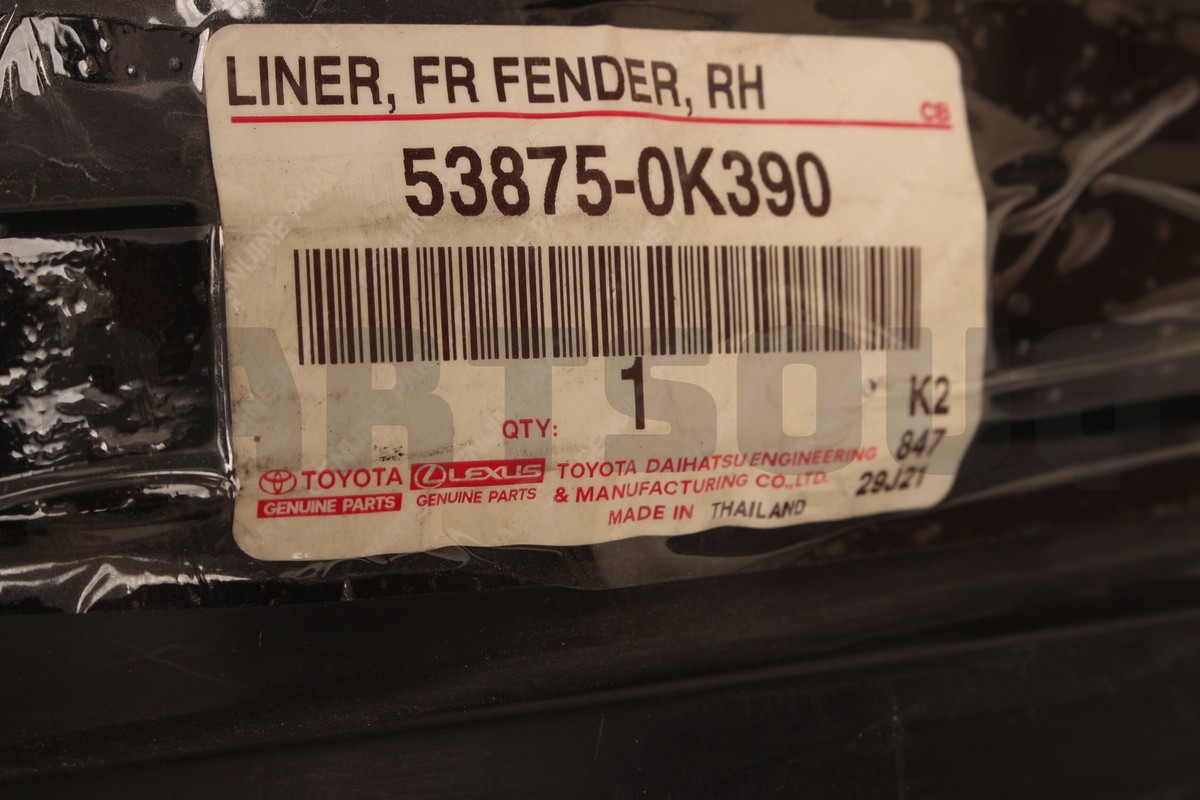 LINER, FR FENDER, RH
CB
53875-0K390
1
QTY:
K2
847
29J21
TOYOTA
GENUINE PARTS
LEXUS
GENUINE PARTS
TOYOTA DAIHATSU ENGINEERING
& MANUFACTURING CO.,LTD.
MADE IN THAILAND
PARTSOUQ